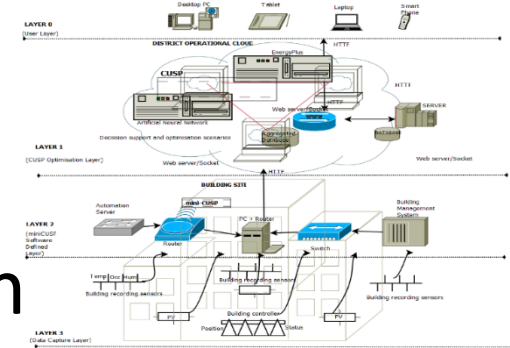 Desktop PC
Tablet
Laptop
Smart
Phone
LAYER 0
(User Layer)
DISTRICT OPERATIONAL CLOUD
HTTP
EnergyPlus
CUSP
HTTP
HTTP
Web server/Socket
SERVER
Artificial Neural Network
Aggregated
Database
Database
Decision support and optimisation scenarios
LAYER 1
(CUSP Optimisation Layer)
Web server/Socket
Web server/Socket
HTTP
BUILDING SITE
mini-CUSP
Automation
Server
PC + Router
Building
Management
System
LAYER 2
(miniCUSP
Software
Defined
Layer)
Router
Switch
Temp Occ Humi
Building recording sensors
Building recording sensors
Building recording sensors
PV
Building controller
PV
Position
Status
LAYER 3
(Data Capture Layer)